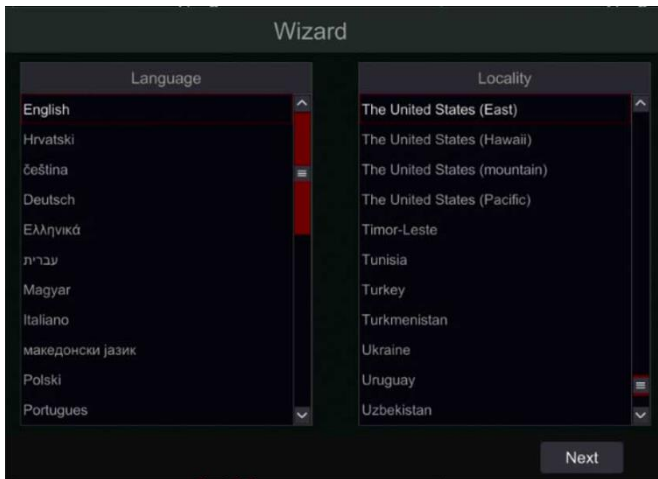 Wizard
Language
English
Hrvatski
čeština
Deutsch
Ελληνικά
עברית
Magyar
Italiano
македонски јазик
Polski
Portugues
Locality
The United States (East)
The United States (Hawaii)
The United States (mountain)
The United States (Pacific)
Timor-Leste
Tunisia
Turkey
Turkmenistan
Ukraine
Uruguay
Uzbekistan
Next